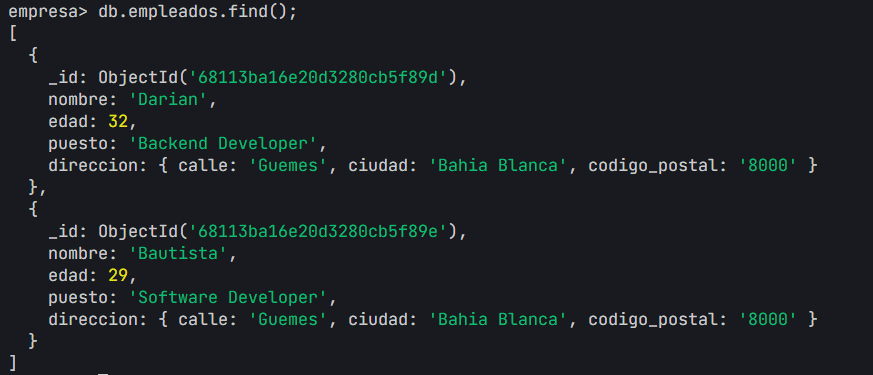 empresa> db.empleados.find();
[
  {
    _id: ObjectId('68113ba16e20d3280cb5f89d'),
    nombre: 'Darian',
    edad: 32,
    puesto: 'Backend Developer',
    direccion: { calle: 'Guemes', ciudad: 'Bahia Blanca', codigo_postal: '8000' }
  },
  {
    _id: ObjectId('68113ba16e20d3280cb5f89e'),
    nombre: 'Bautista',
    edad: 29,
    puesto: 'Software Developer',
    direccion: { calle: 'Guemes', ciudad: 'Bahia Blanca', codigo_postal: '8000' }
  }
]